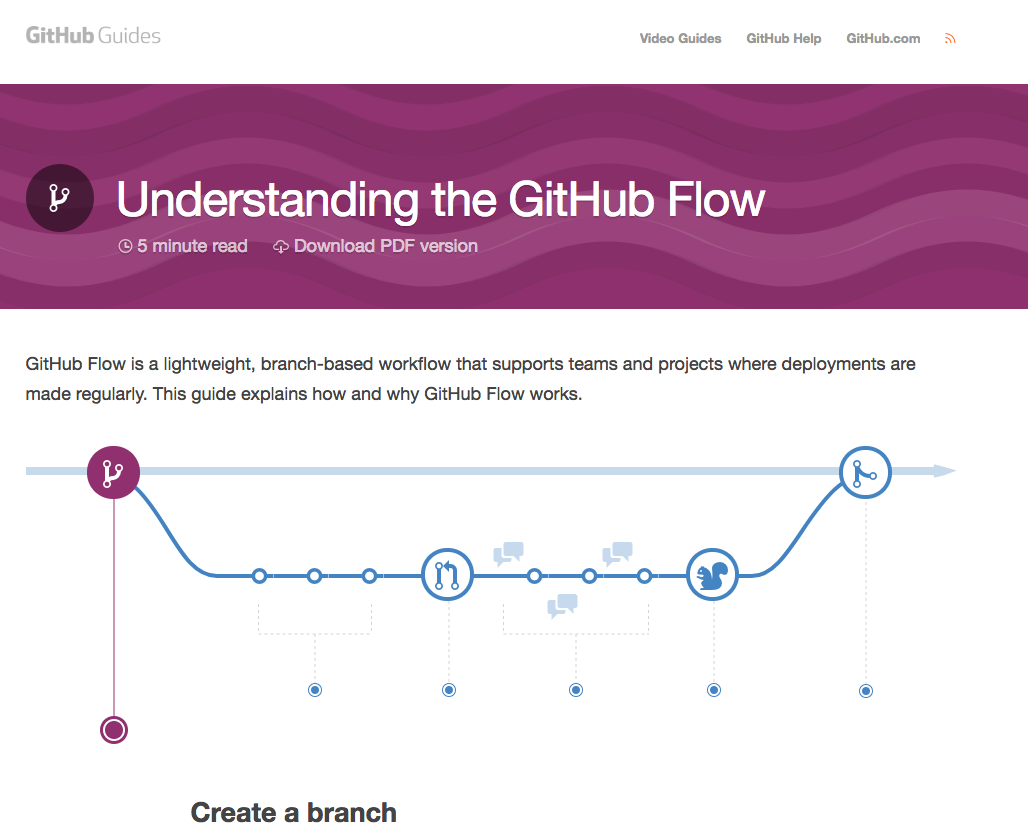 GitHub Guides
Video Guides GitHub Help GitHub.com
Understanding the GitHub Flow
5 minute read Download PDF version
GitHub Flow is a lightweight, branch-based workflow that supports teams and projects where deployments are
made regularly. This guide explains how and why GitHub Flow works.
Create a branch